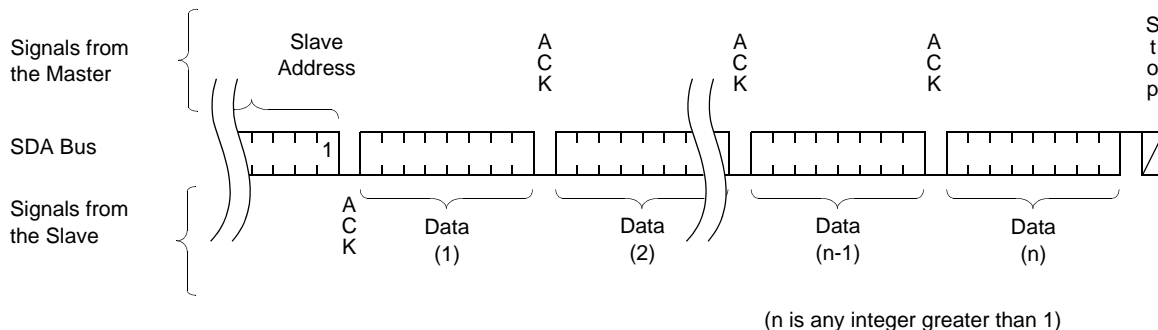 Signals from
the Master
Slave
Address
A
C
K
A
C
K
A
C
K
S
t
o
p
SDA Bus
1
Signals from
the Slave
A
C
K
Data
(1)
Data
(2)
Data
(n-1)
Data
(n)
(n is any integer greater than 1)